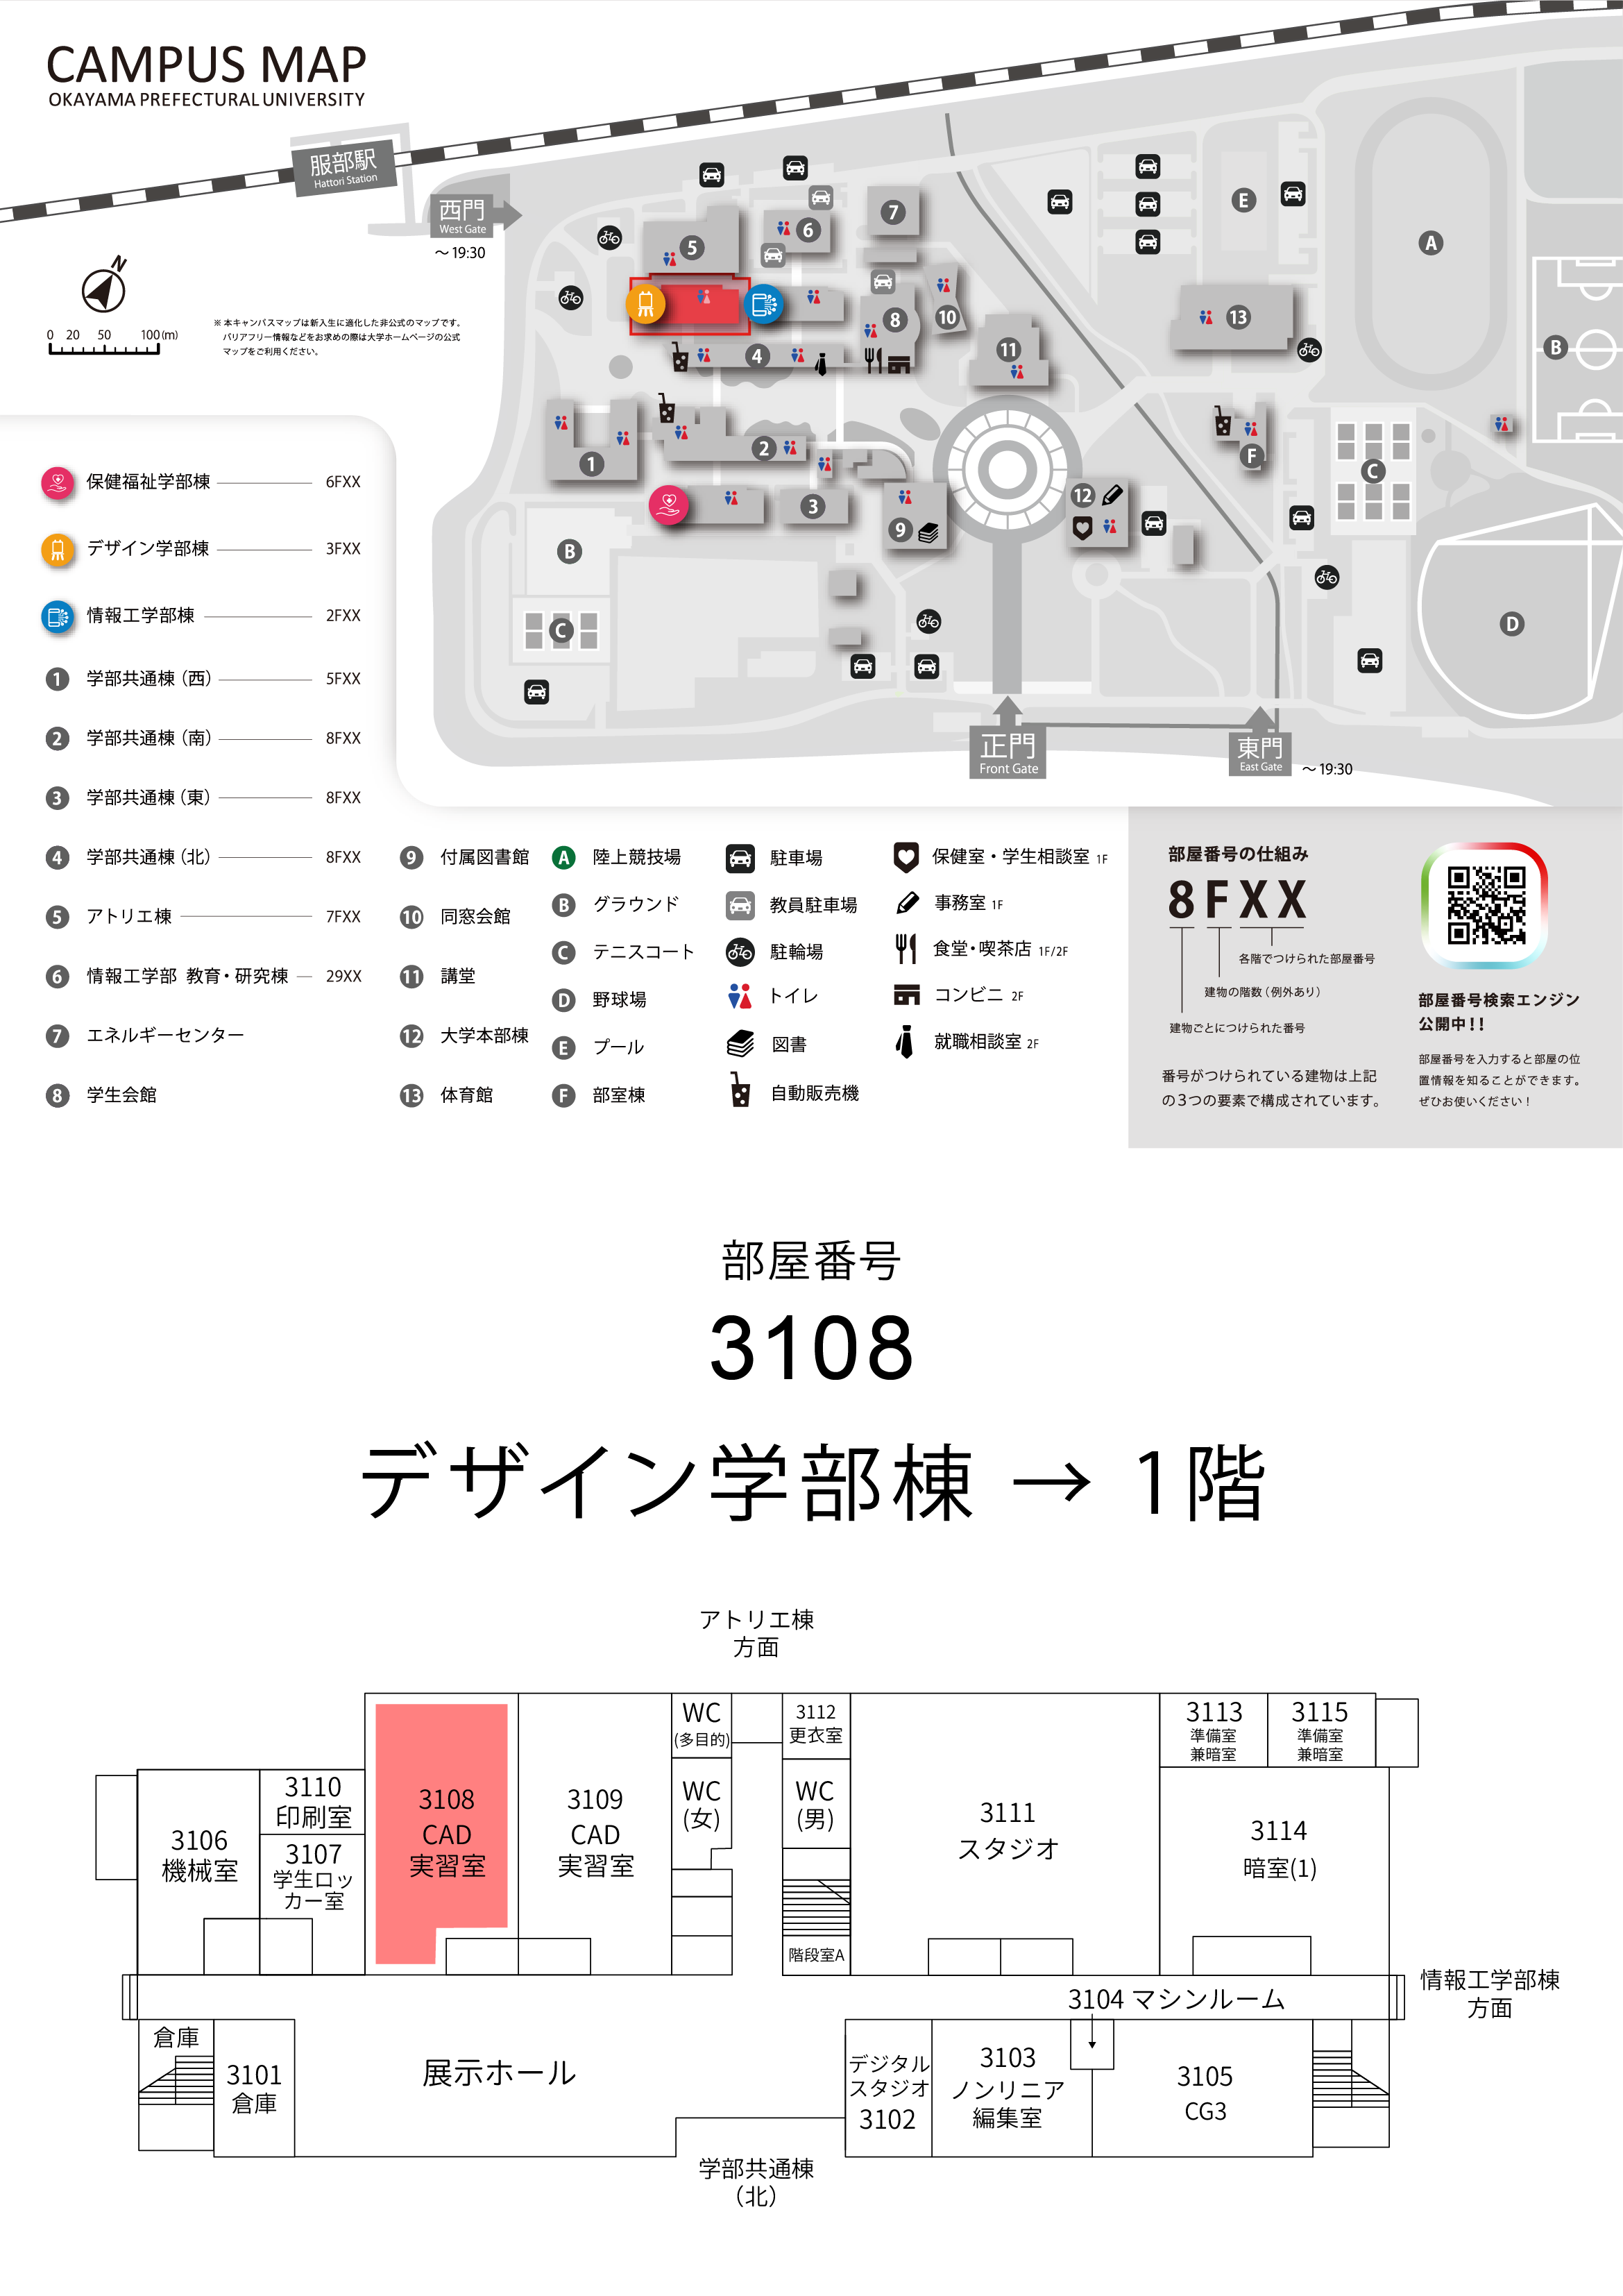 CAMPUS MAP
OKAYAMA PREFECTURAL UNIVERSITY
服部駅
Hattori Station
西門
West Gate
～19:30
N
0 20 50 100(m)
※本キャンパスマップは新入生に適化した非公式のマップです。
バリアフリー情報などをお求めの際は大学ホームページの公式
マップをご利用ください。
7
6
5
E
A
8
10
13
4
11
B
1
2
F
C
3
9
12
B
C
D
正門
Front Gate
東門
East Gate
～19:30
保健福祉学部棟 6FXX
デザイン学部棟 3FXX
情報工学部棟 2FXX
1 学部共通棟（西） 5FXX
2 学部共通棟（南） 8FXX
3 学部共通棟（東） 8FXX
4 学部共通棟（北） 8FXX
5 アトリエ棟 7FXX
6 情報工学部 教育・研究棟 29XX
7 エネルギーセンター
8 学生会館
9 付属図書館
10 同窓会館
11 講堂
12 大学本部棟
13 体育館
A 陸上競技場
B グラウンド
C テニスコート
D 野球場
E プール
F 部室棟
駐車場
教員駐車場
駐輪場
トイレ
図書
自動販売機
保健室・学生相談室 1F
事務室 1F
食堂・喫茶店 1F/2F
コンビニ 2F
就職相談室 2F
部屋番号の仕組み
8FXX
各階でつけられた部屋番号
建物の階数（例外あり）
建物ごとにつけられた番号
番号がつけられている建物は上記
の3つの要素で構成されています。
部屋番号検索エンジン
公開中！！
部屋番号を入力すると部屋の位
置情報を知ることができます。
ぜひお使いください！
部屋番号
3108
デザイン学部棟 → 1階
アトリエ棟
方面
3106
機械室
3110
印刷室
3107
学生ロッ
カー室
3108
CAD
実習室
3109
CAD
実習室
WC
(多目的)
WC
(女)
3112
更衣室
WC
(男)
階段室A
3111
スタジオ
3113
準備室
兼暗室
3115
準備室
兼暗室
3114
暗室(1)
情報工学部棟
方面
3104 マシンルーム
倉庫
3101
倉庫
展示ホール
デジタル
スタジオ
3102
3103
ノンリニア
編集室
3105
CG3
学部共通棟
（北）